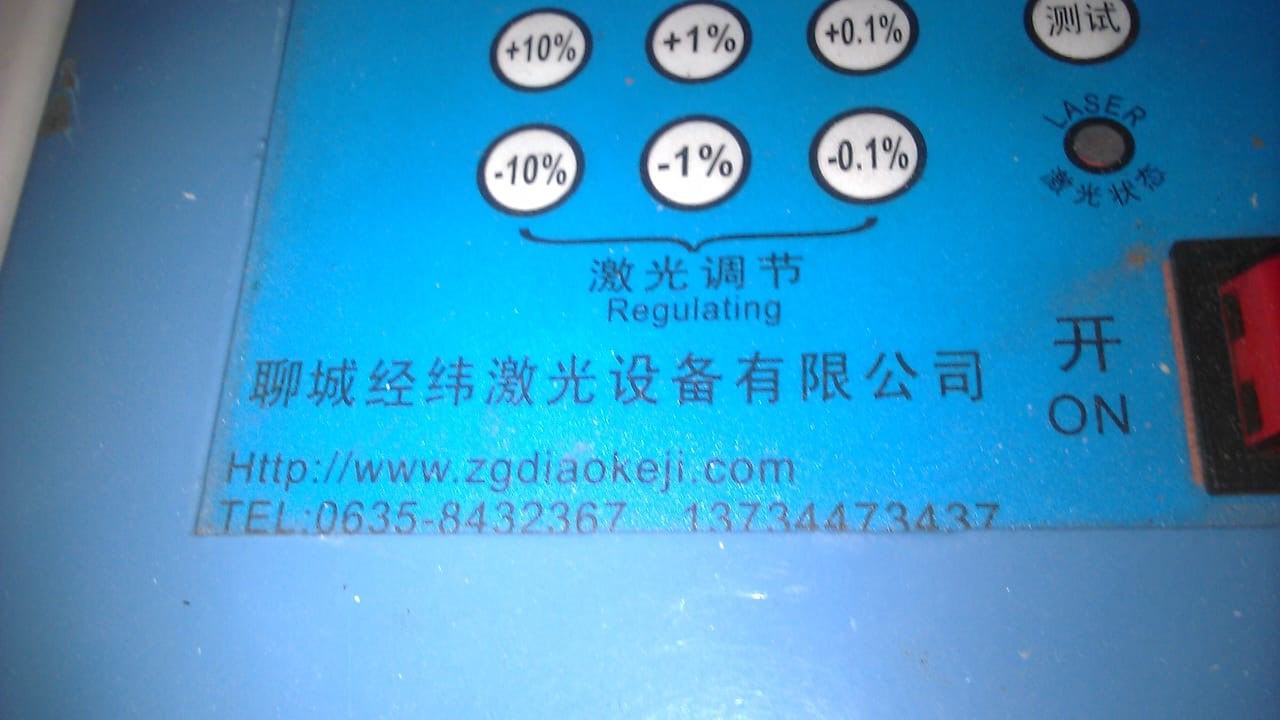 +10% +1% +0.1% 测试
LASER
-10% -1% -0.1%
激光状态
激光调节
Regulating
开
ON
聊城经纬激光设备有限公司
Http://www.zgdiaokeji.com
TEL:0635-8432367 13734473437